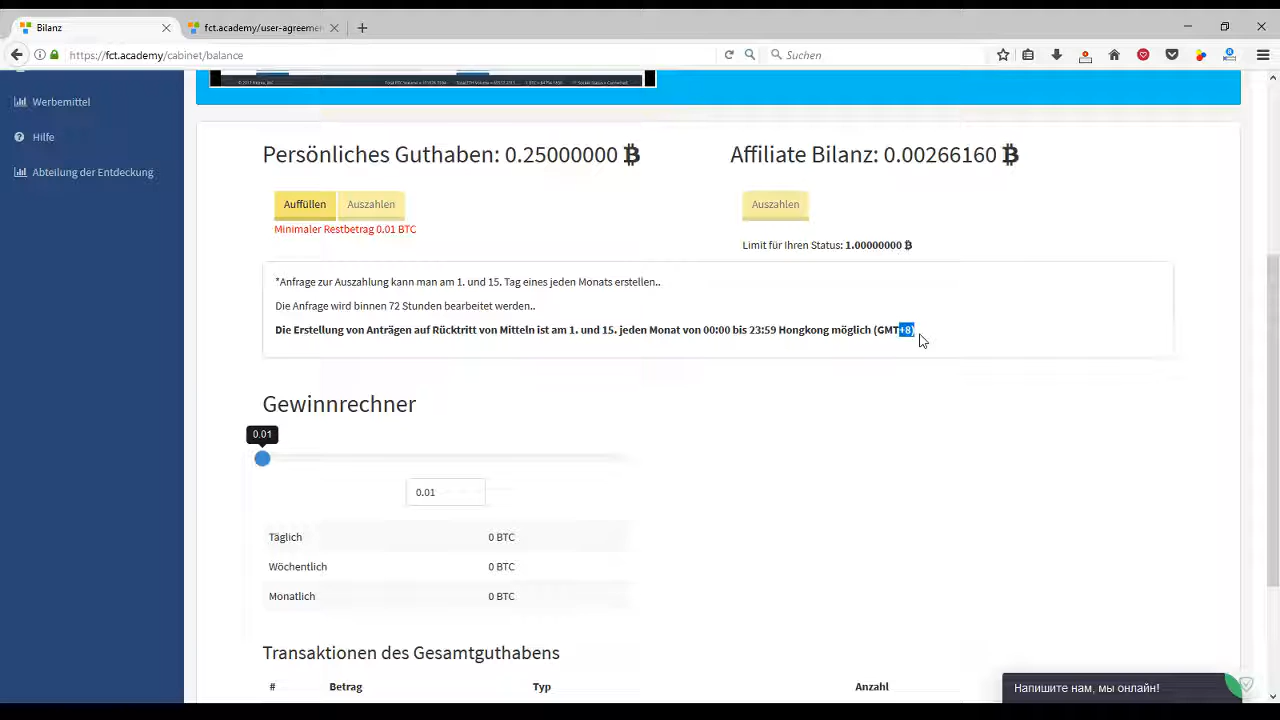 Bilanz
fct.academy/user-agreemen
https://fct.academy/cabinet/balance
Suchen
Werbemittel
Hilfe
Abteilung der Entdeckung
Persönliches Guthaben: 0.25000000
Affiliate Bilanz: 0.00266160
Auffüllen
Auszahlen
Auszahlen
Minimaler Restbetrag 0.01 BTC
Limit für Ihren Status: 1.00000000
*Anfrage zur Auszahlung kann man am 1. und 15. Tag eines jeden Monats erstellen..
Die Anfrage wird binnen 72 Stunden bearbeitet werden..
Die Erstellung von Anträgen auf Rücktritt von Mitteln ist am 1. und 15. jeden Monat von 00:00 bis 23:59 Hongkong möglich (GMT+8)
Gewinnrechner
0.01
0.01
Täglich 0 BTC
Wöchentlich 0 BTC
Monatlich 0 BTC
Transaktionen des Gesamtguthabens
# Betrag Typ Anzahl
Напишите нам, мы онлайн!